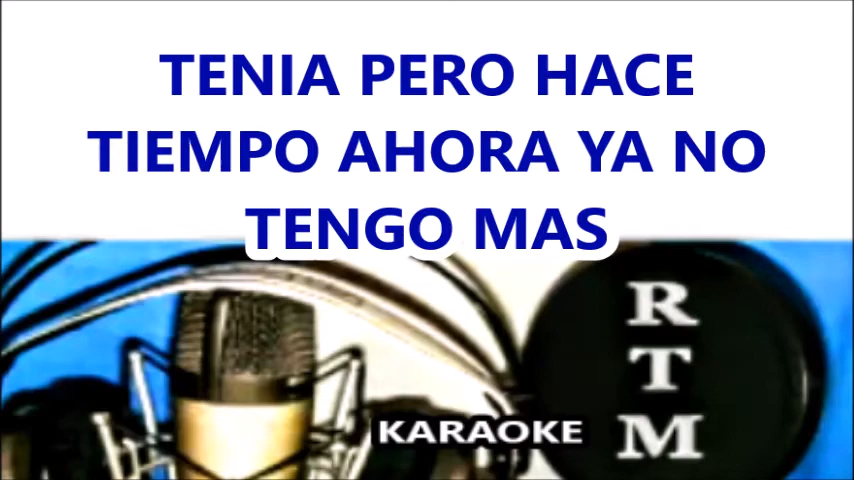 TENIA PERO HACE
TIEMPO AHORA YA NO
TENGO MAS
R
T
M
KARAOKE